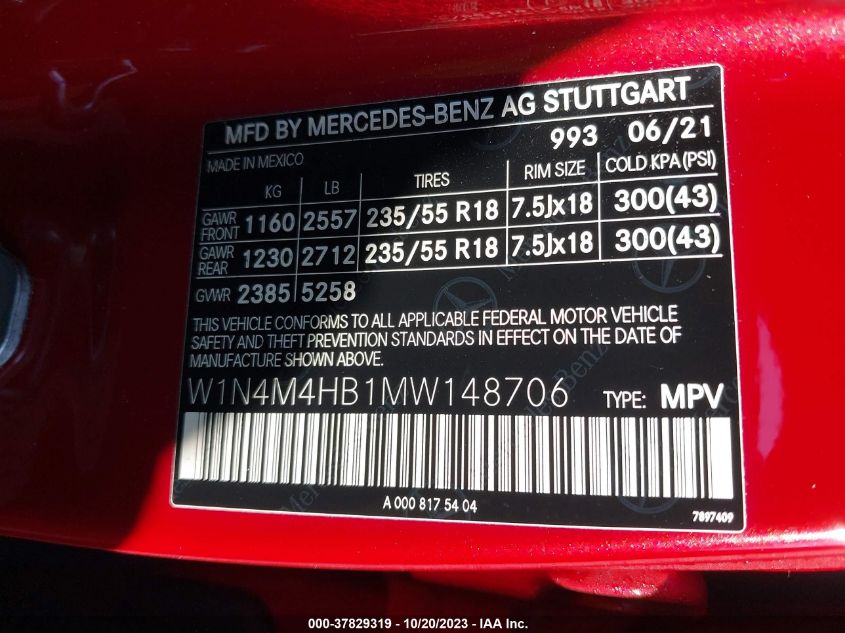 MFD BY MERCEDES-BENZ AG STUTTGART
993 06/21
MADE IN MEXICO
KG LB TIRES RIM SIZE COLD KPA (PSI)
GAWR FRONT 1160 2557 235/55 R18 7.5Jx18 300(43)
GAWR REAR 1230 2712 235/55 R18 7.5Jx18 300(43)
GVWR 2385 5258
THIS VEHICLE CONFORMS TO ALL APPLICABLE FEDERAL MOTOR VEHICLE
SAFETY AND THEFT PREVENTION STANDARDS IN EFFECT ON THE DATE OF
MANUFACTURE SHOWN ABOVE.
W1N4M4HB1MW148706 TYPE: MPV
A 000 817 54 04
7897409
000-37829319 - 10/20/2023 - IAA Inc.